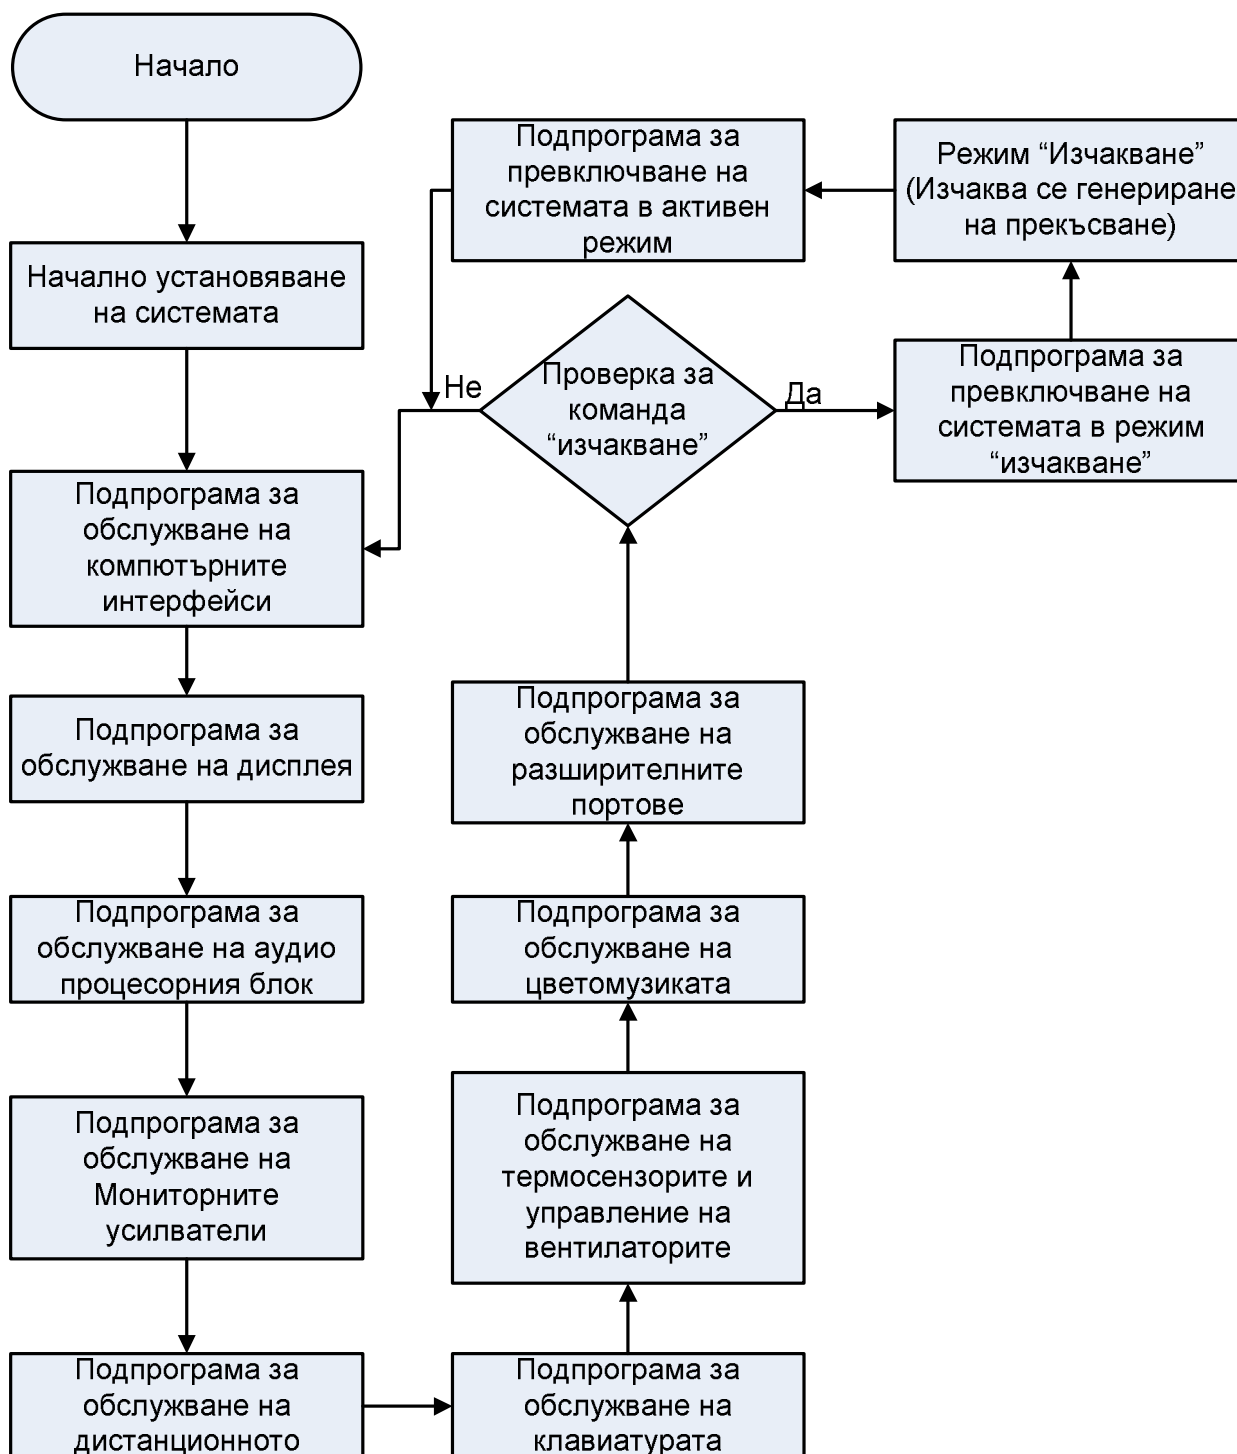 Начало
Начално установяване
на системата
Подпрограма за
обслужване на
компютърните
интерфейси
Подпрограма за
обслужване на дисплея
Подпрограма за
обслужване на аудио
процесорния блок
Подпрограма за
обслужване на
Мониторните
усилватели
Подпрограма за
обслужване на
дистанционното
Подпрограма за
обслужване на
клавиатурата
Подпрограма за
обслужване на
термосензорите и
управление на
вентилаторите
Подпрограма за
обслужване на
цветомузиката
Подпрограма за
обслужване на
разширителните
портове
Проверка за
команда
“изчакване”
Не
Да
Подпрограма за
превключване на
системата в режим
“изчакване”
Режим “Изчакване”
(Изчаква се генериране
на прекъсване)
Подпрограма за
превключване на
системата в активен
режим